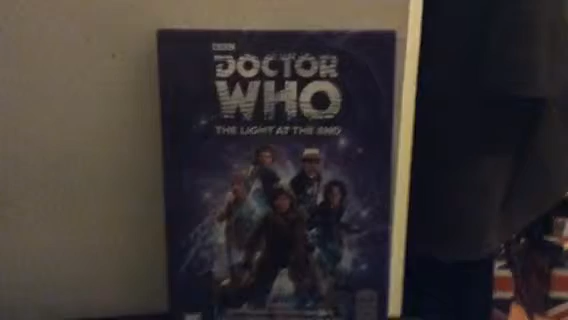 BBC
DOCTOR
WHO
THE LIGHT AT THE END